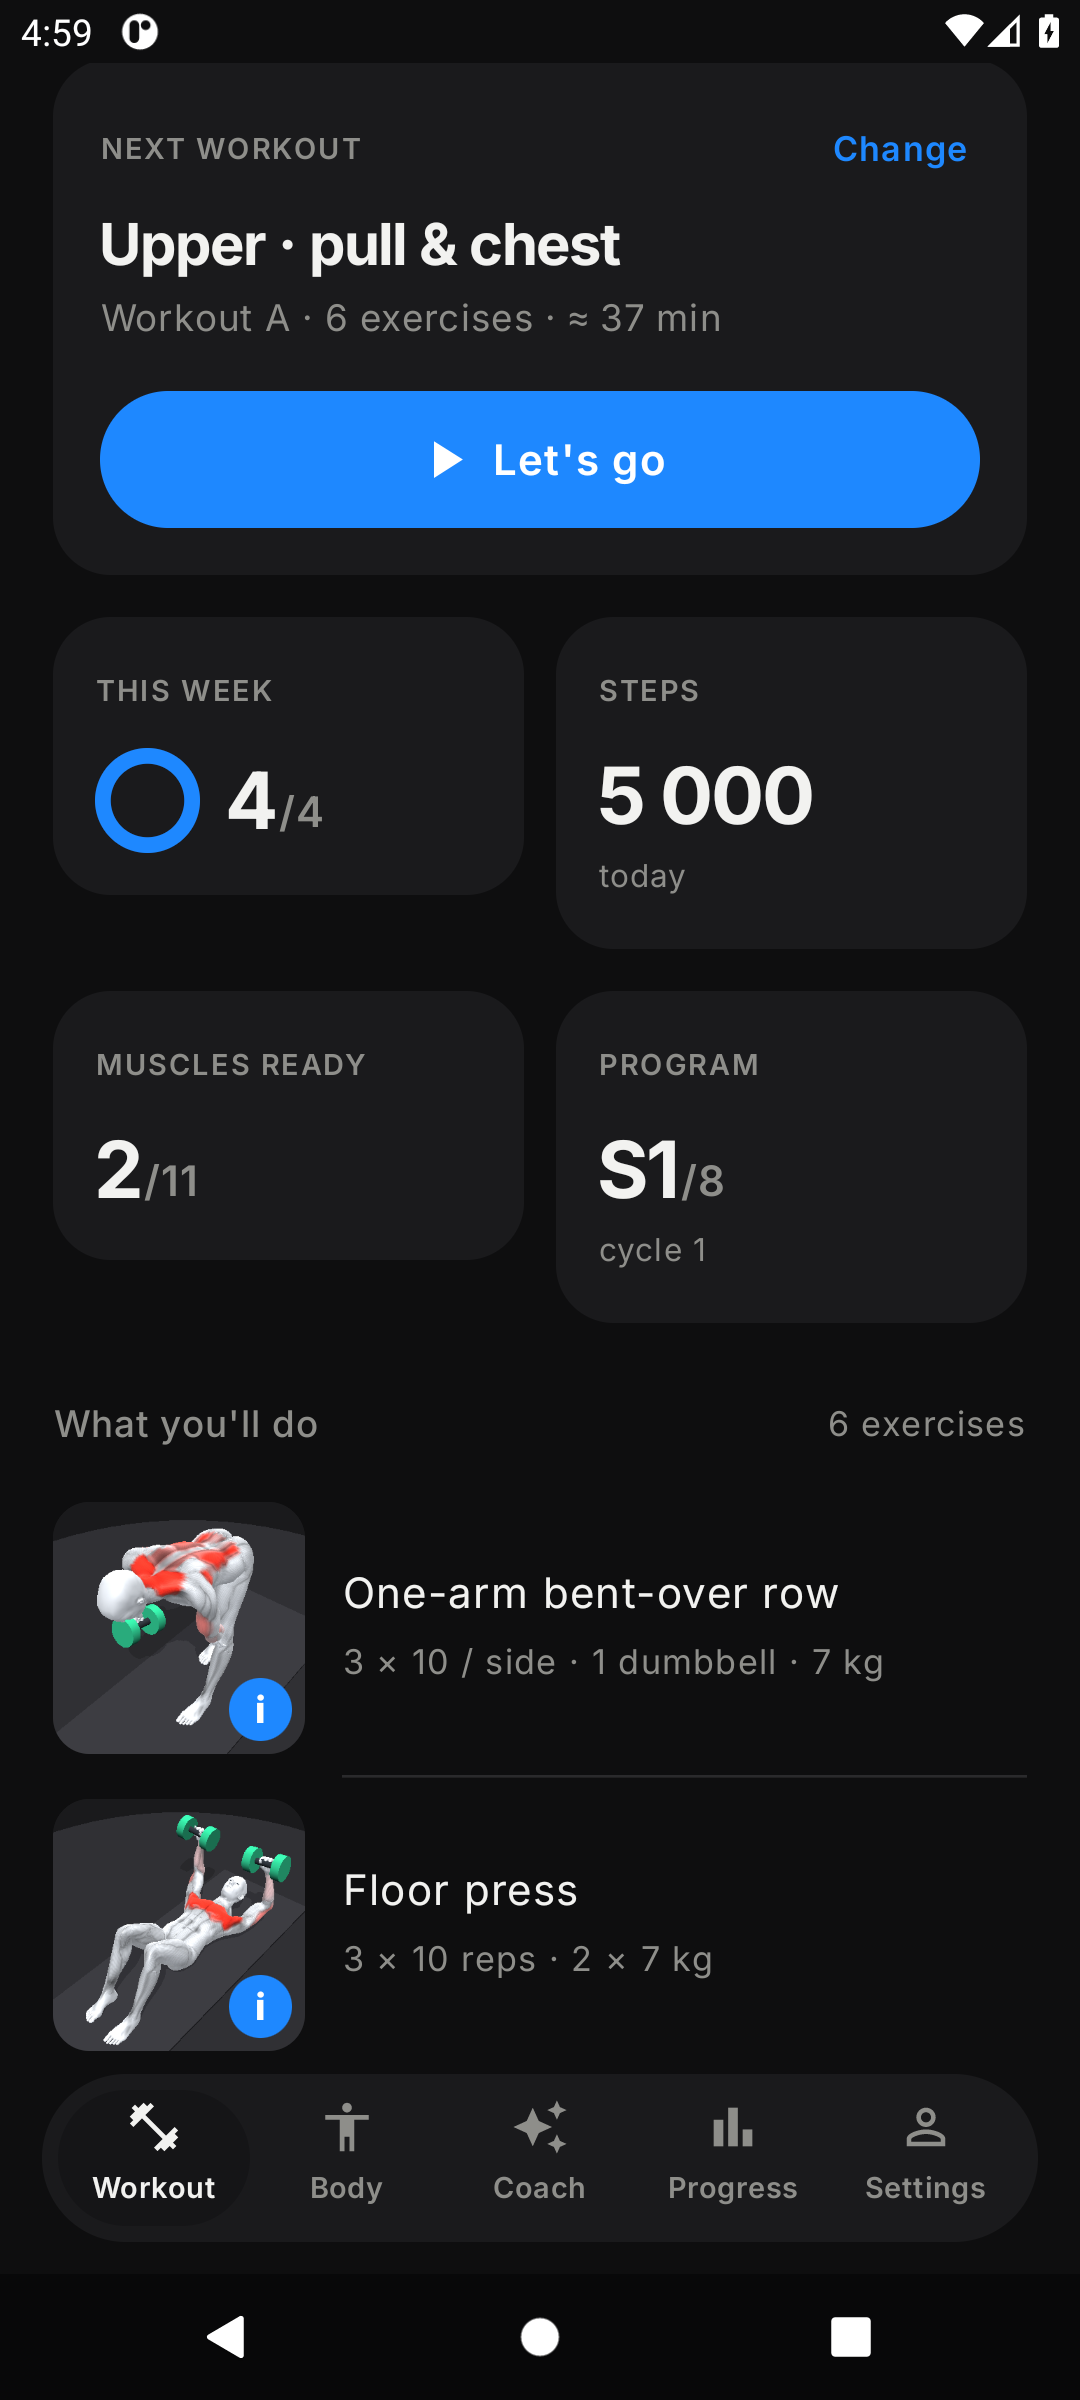 4:59
NEXT WORKOUT
Change
Upper · pull & chest
Workout A · 6 exercises · ≈ 37 min
Let's go
THIS WEEK
4/4
STEPS
5 000
today
MUSCLES READY
2/11
PROGRAM
S1/8
cycle 1
What you'll do
6 exercises
One-arm bent-over row
3 × 10 / side · 1 dumbbell · 7 kg
i
Floor press
3 × 10 reps · 2 × 7 kg
i
Workout
Body
Coach
Progress
Settings